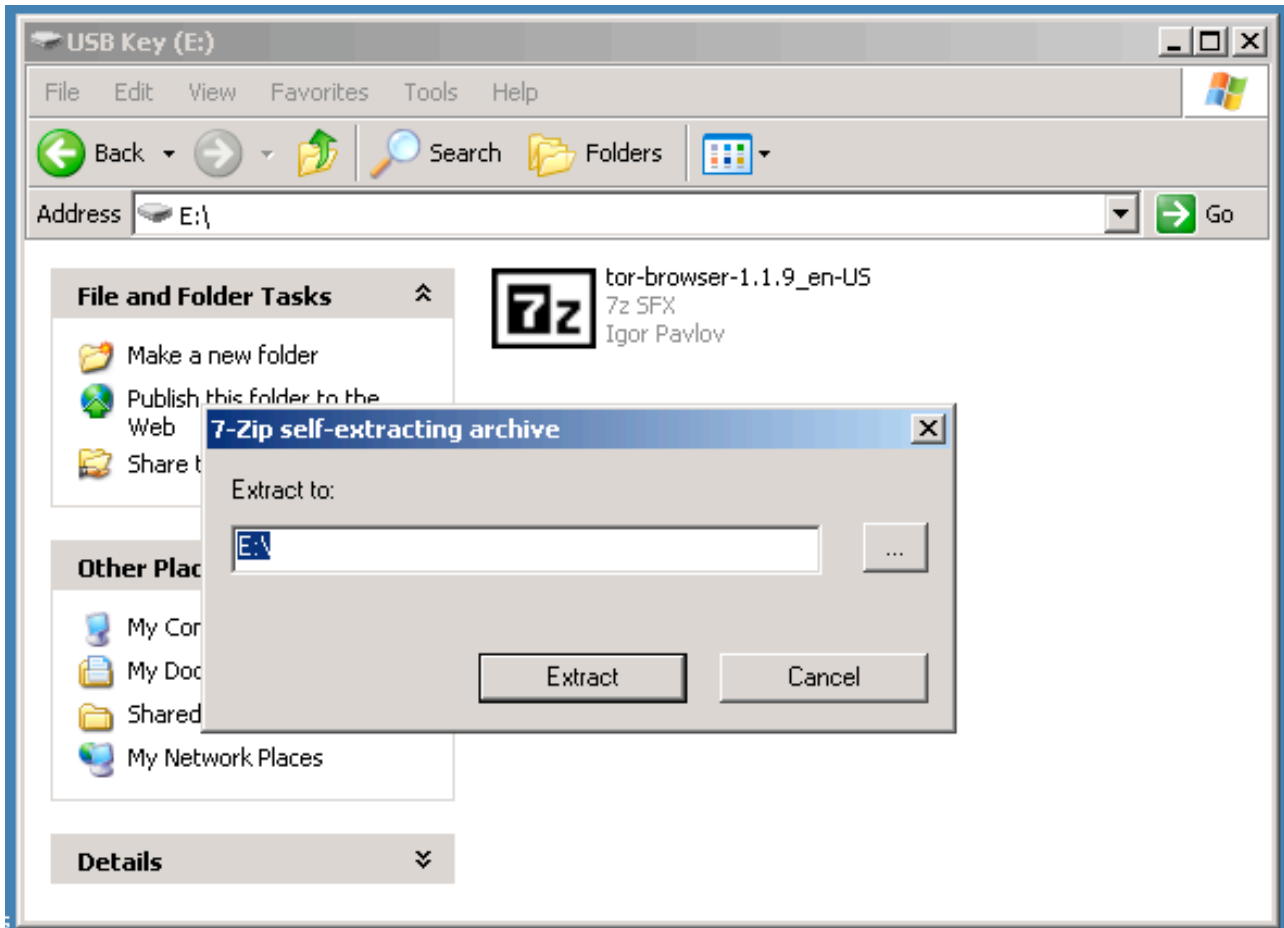 USB Key (E:)
File Edit View Favorites Tools Help
Back Search Folders
Address E:\ Go
File and Folder Tasks
Make a new folder
Publish this folder to the
Web
Share t
Other Plac
My Con
My Doc
Shared
My Network Places
Details
7z
tor-browser-1.1.9_en-US
7z SFX
Igor Pavlov
7-Zip self-extracting archive
Extract to:
E:\
...
Extract Cancel